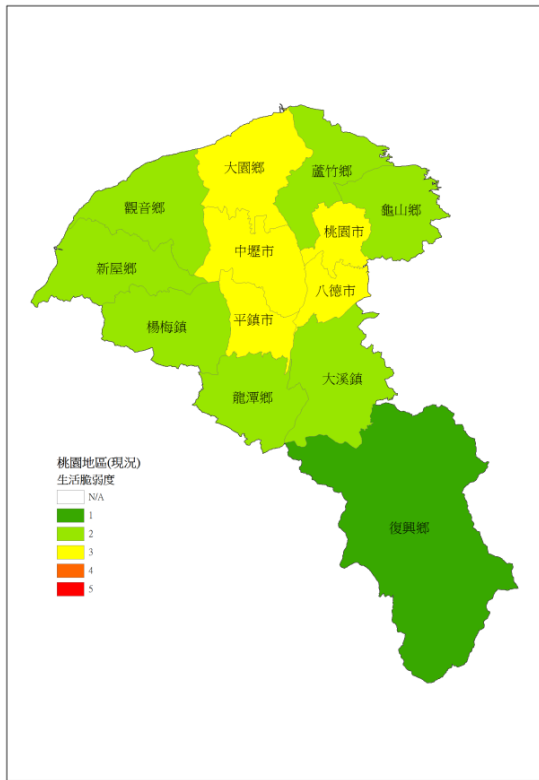 大園鄉
蘆竹鄉
觀音鄉
龜山鄉
桃園市
中壢市
新屋鄉
八德市
平鎮市
楊梅鎮
大溪鎮
龍潭鄉
桃園地區(現況)
生活脆弱度
N/A
1
2
3
4
5
復興鄉